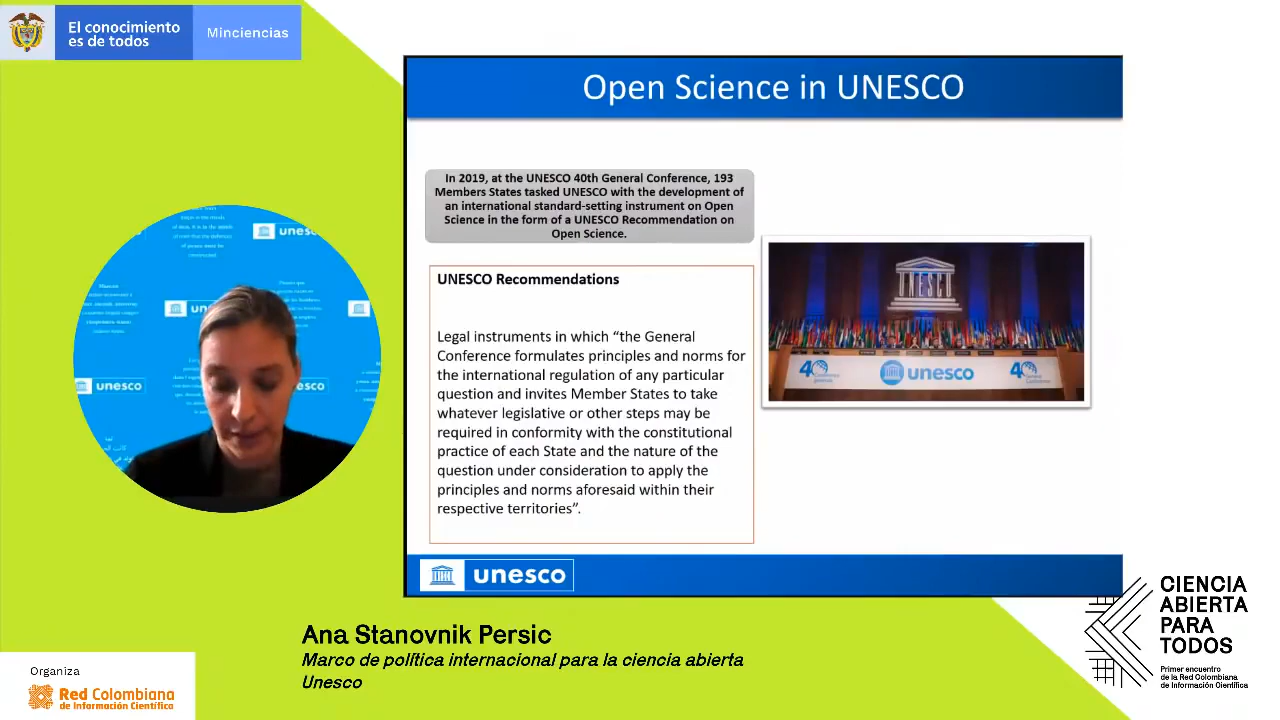 El conocimiento
es de todos
Minciencias
Open Science in UNESCO
In 2019, at the UNESCO 40th General Conference, 193
Members States tasked UNESCO with the development of
an international standard-setting instrument on Open
Science in the form of a UNESCO Recommendation on
Open Science.
UNESCO Recommendations
Legal instruments in which “the General
Conference formulates principles and norms for
the international regulation of any particular
question and invites Member States to take
whatever legislative or other steps may be
required in conformity with the constitutional
practice of each State and the nature of the
question under consideration to apply the
principles and norms aforesaid within their
respective territories”.
UNESCO
40
unesco
40
unesco
unesco
Ana Stanovnik Persic
Marco de política internacional para la ciencia abierta
Unesco
Organiza
Red Colombiana
de Información Científica
CIENCIA
ABIERTA
PARA
TODOS
Primer encuentro
de la Red Colombiana
de Información Científica